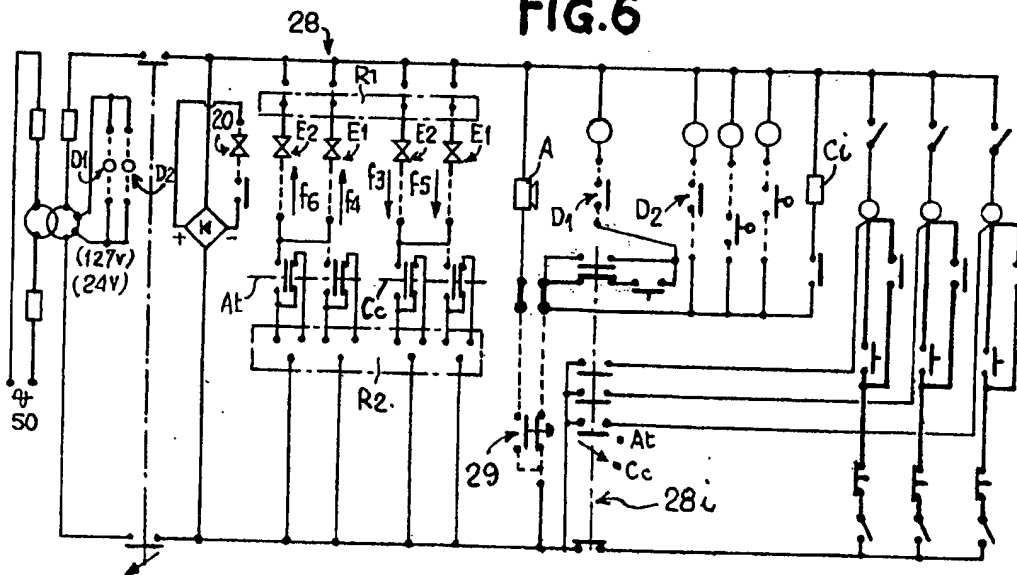 FIG.6
28
R1
20
E2
E1
E2
E1
D1
D2
f6
f4
f3
f5
A
D1
D2
Ci
+
-
(127v)
(24V)
At
Cc
R2.
50
29
At
Cc
28i